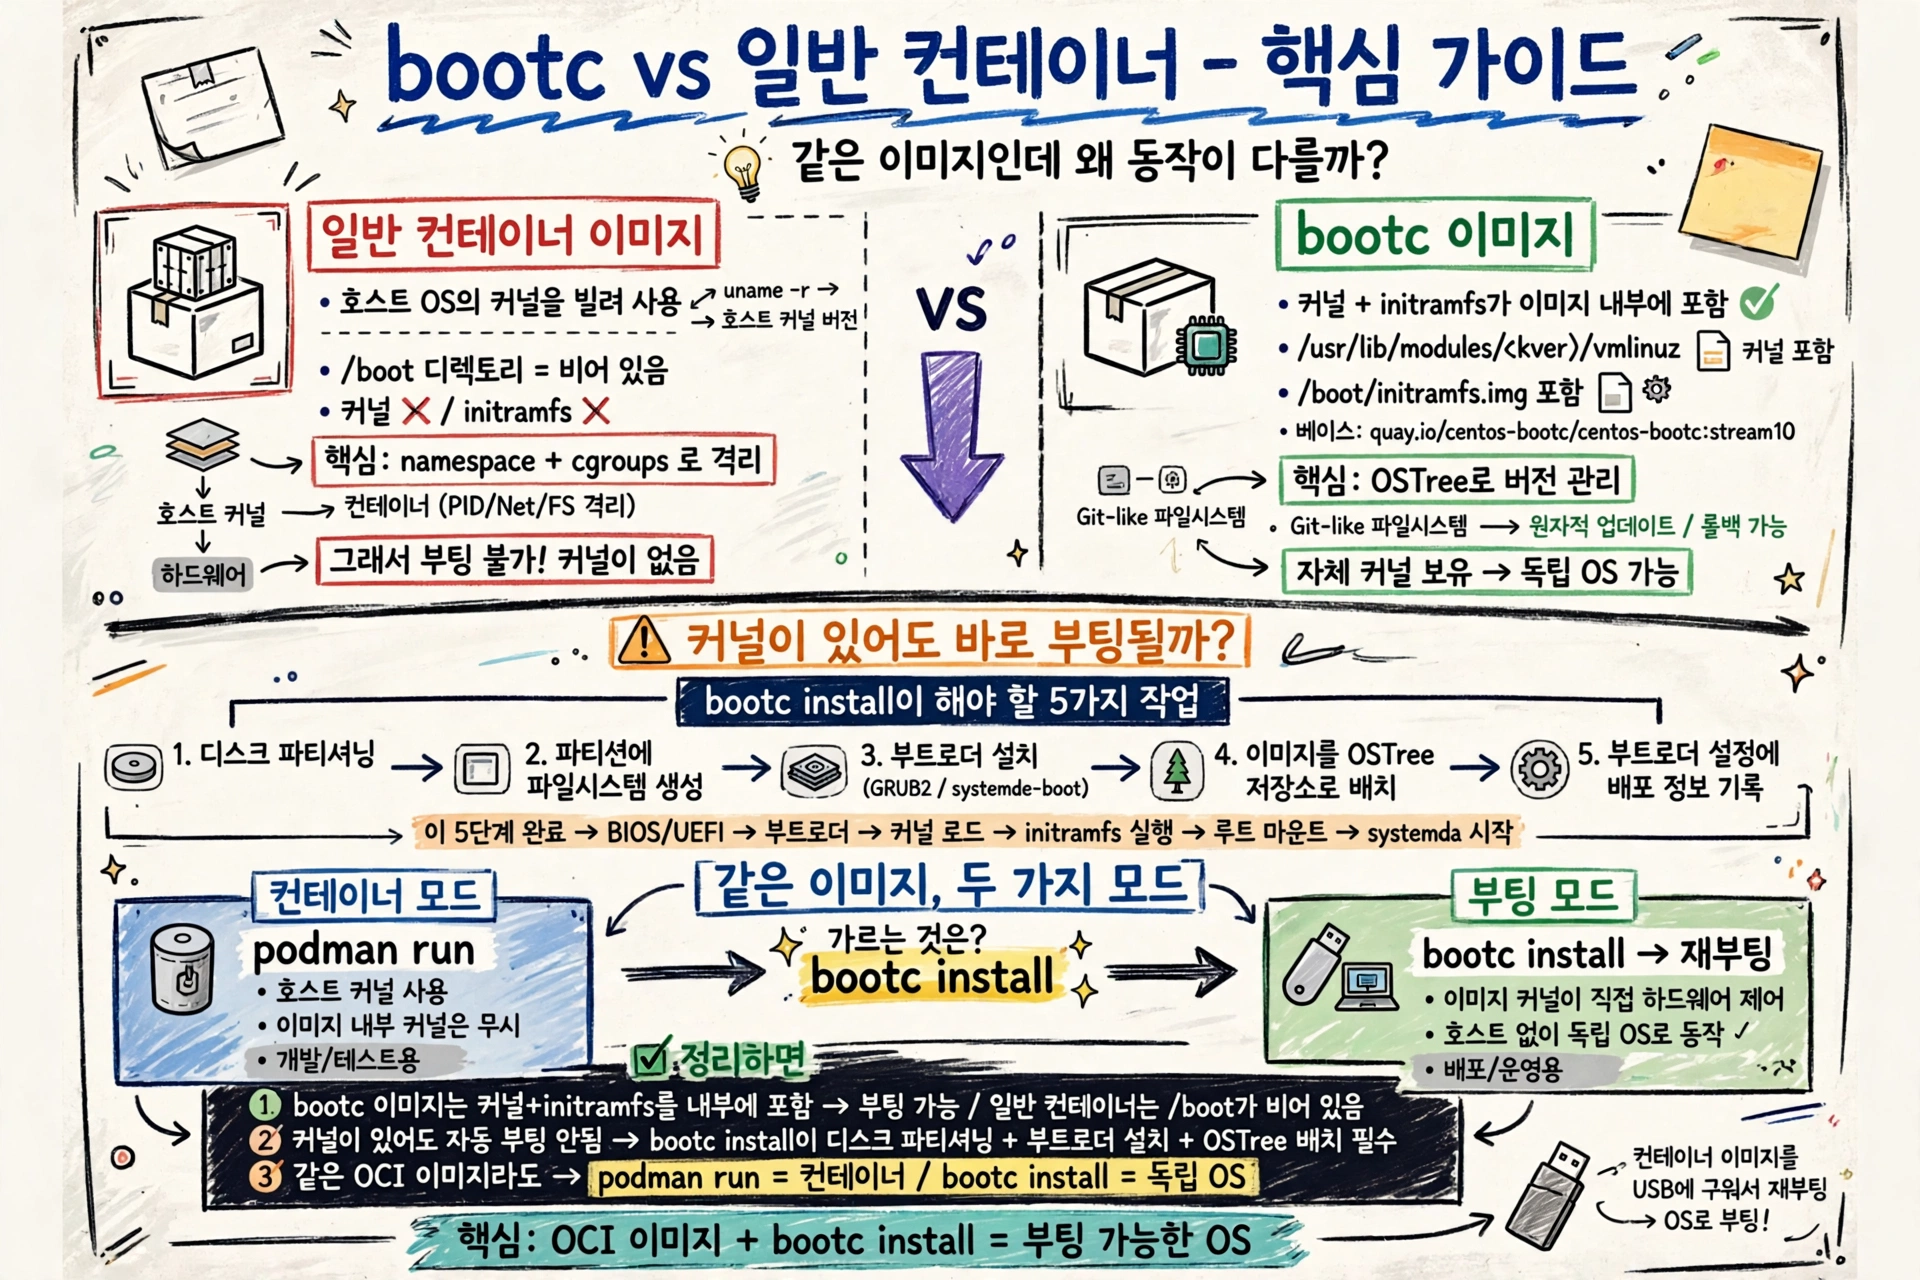 bootc vs 일반 컨테이너 - 핵심 가이드
같은 이미지인데 왜 동작이 다를까?
일반 컨테이너 이미지
• 호스트 OS의 커널을 빌려 사용
uname -r →
→ 호스트 커널 버전
• /boot 디렉토리 = 비어 있음
• 커널 ✕ / initramfs ✕
핵심: namespace + cgroups 로 격리
호스트 커널 → 컨테이너 (PID/Net/FS 격리)
하드웨어 → 그래서 부팅 불가! 커널이 없음
VS
bootc 이미지
• 커널 + initramfs가 이미지 내부에 포함
• /usr/lib/modules/<kver>/vmlinuz 커널 포함
• /boot/initramfs.img 포함
• 베이스: quay.io/centos-bootc/centos-bootc:stream10
핵심: OSTree로 버전 관리
Git-like 파일시스템
• Git-like 파일시스템 → 원자적 업데이트 / 롤백 가능
자체 커널 보유 → 독립 OS 가능
커널이 있어도 바로 부팅될까?
bootc install이 해야 할 5가지 작업
1. 디스크 파티셔닝
2. 파티션에
파일시스템 생성
3. 부트로더 설치
(GRUB2 / systemde-boot)
4. 이미지를 OSTree
저장소로 배치
5. 부트로더 설정에
배포 정보 기록
이 5단계 완료 → BIOS/UEFI → 부트로더 → 커널 로드 → initramfs 실행 → 루트 마운트 → systemda 시작
컨테이너 모드
podman run
• 호스트 커널 사용
• 이미지 내부 커널은 무시
• 개발/테스트용
같은 이미지, 두 가지 모드
가르는 것은?
bootc install
부팅 모드
bootc install → 재부팅
• 이미지 커널이 직접 하드웨어 제어
• 호스트 없이 독립 OS로 동작 ✓
• 배포/운영용
정리하면
1. bootc 이미지는 커널+initramfs를 내부에 포함 → 부팅 가능 / 일반 컨테이너는 /boot가 비어 있음
2 커널이 있어도 자동 부팅 안됨 → bootc install이 디스크 파티셔닝 + 부트로더 설치 + OSTree 배치 필수
3 같은 OCI 이미지라도 → podman run = 컨테이너 / bootc install = 독립 OS
핵심: OCI 이미지 + bootc install = 부팅 가능한 OS
컨테이너 이미지를
USB에 구워서 재부팅
→ OS로 부팅!